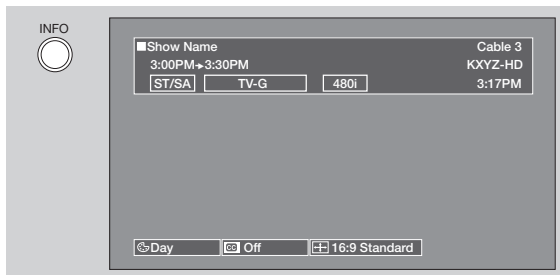 INFO
Show Name Cable 3
3:00PM→3:30PM KXYZ-HD
ST/SA TV-G 480i 3:17PM
Day CC Off 16:9 Standard